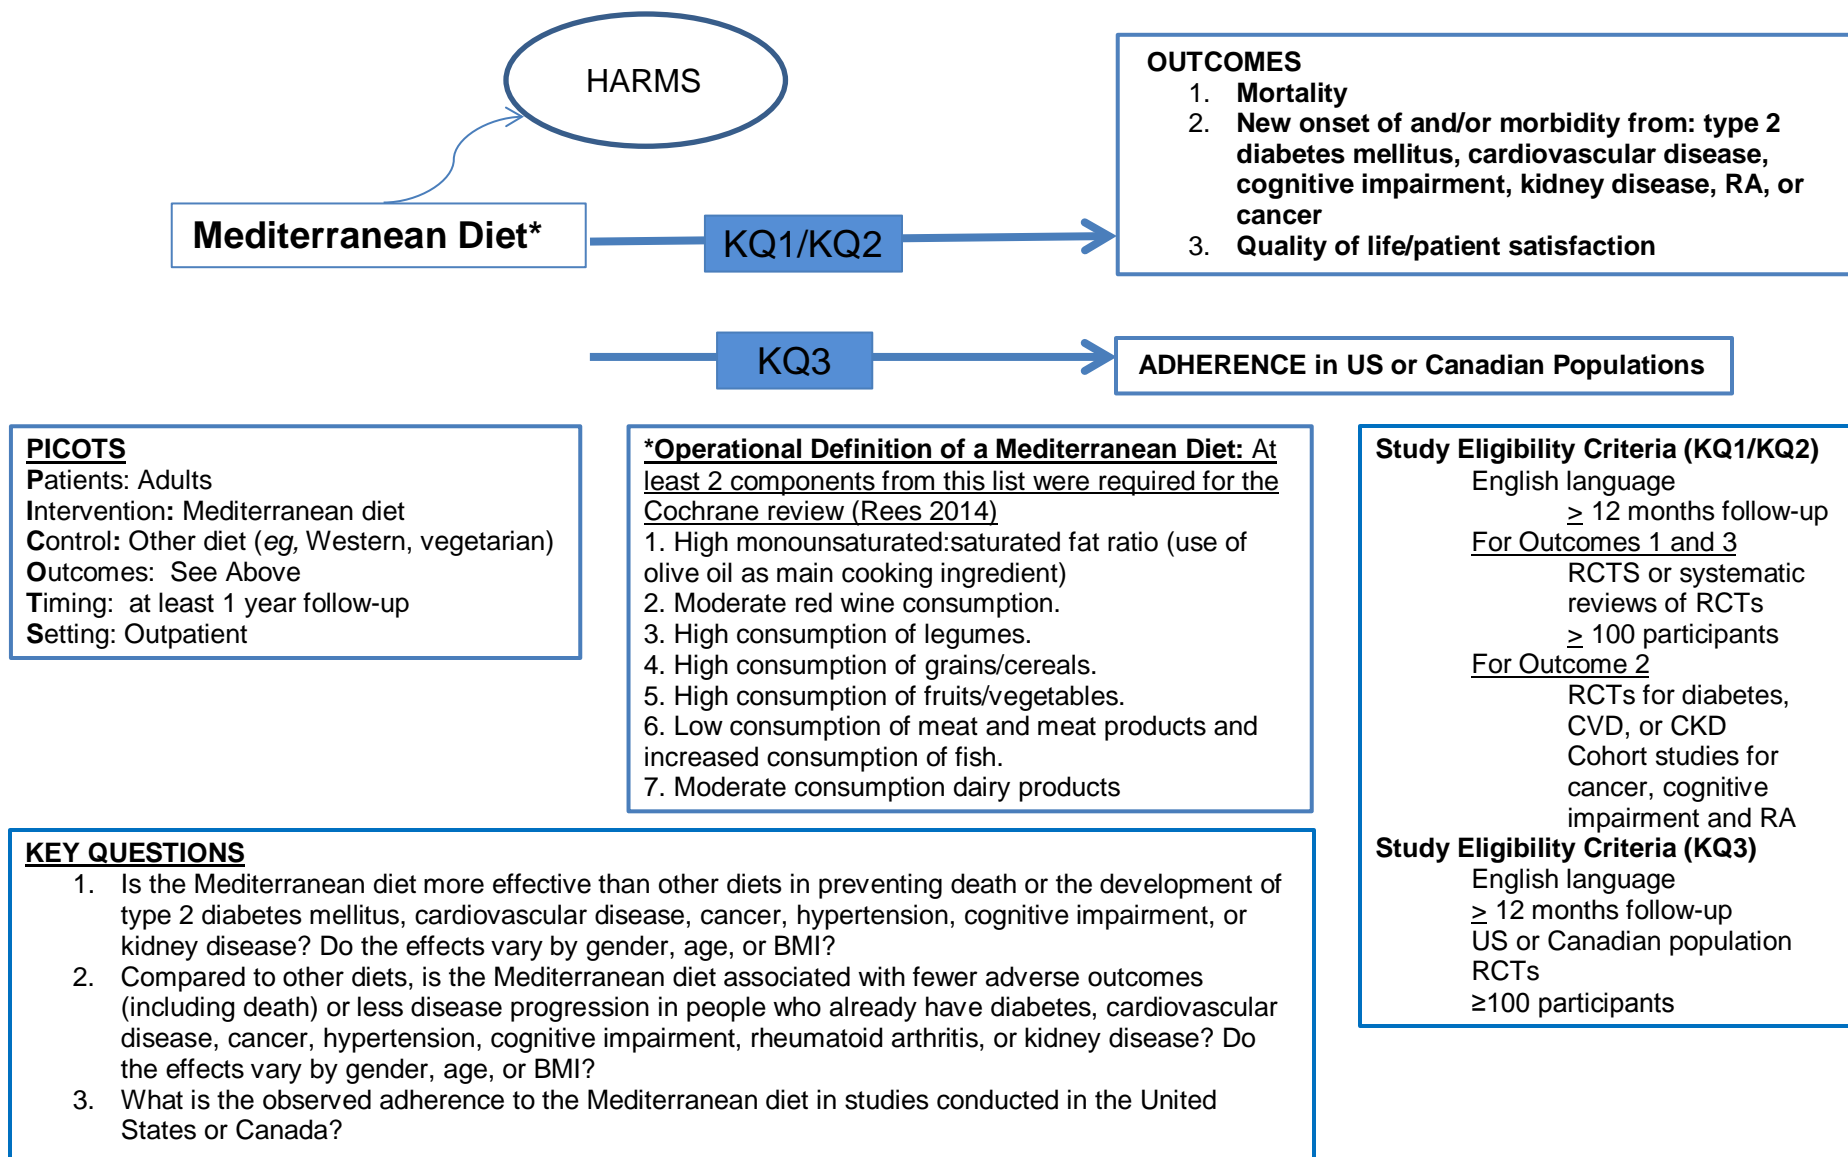 HARMS
Mediterranean Diet*
KQ1/KQ2
OUTCOMES
1. Mortality
2. New onset of and/or morbidity from: type 2
diabetes mellitus, cardiovascular disease,
cognitive impairment, kidney disease, RA, or
cancer
3. Quality of life/patient satisfaction
KQ3
ADHERENCE in US or Canadian Populations
PICOTS
Patients: Adults
Intervention: Mediterranean diet
Control: Other diet (eg, Western, vegetarian)
Outcomes: See Above
Timing: at least 1 year follow-up
Setting: Outpatient
*Operational Definition of a Mediterranean Diet: At
least 2 components from this list were required for the
Cochrane review (Rees 2014)
1. High monounsaturated:saturated fat ratio (use of
olive oil as main cooking ingredient)
2. Moderate red wine consumption.
3. High consumption of legumes.
4. High consumption of grains/cereals.
5. High consumption of fruits/vegetables.
6. Low consumption of meat and meat products and
increased consumption of fish.
7. Moderate consumption dairy products
Study Eligibility Criteria (KQ1/KQ2)
English language
> 12 months follow-up
For Outcomes 1 and 3
RCTS or systematic
reviews of RCTs
> 100 participants
For Outcome 2
RCTs for diabetes,
CVD, or CKD
Cohort studies for
cancer, cognitive
impairment and RA
Study Eligibility Criteria (KQ3)
English language
> 12 months follow-up
US or Canadian population
RCTs
≥100 participants
KEY QUESTIONS
1. Is the Mediterranean diet more effective than other diets in preventing death or the development of
type 2 diabetes mellitus, cardiovascular disease, cancer, hypertension, cognitive impairment, or
kidney disease? Do the effects vary by gender, age, or BMI?
2. Compared to other diets, is the Mediterranean diet associated with fewer adverse outcomes
(including death) or less disease progression in people who already have diabetes, cardiovascular
disease, cancer, hypertension, cognitive impairment, rheumatoid arthritis, or kidney disease? Do
the effects vary by gender, age, or BMI?
3. What is the observed adherence to the Mediterranean diet in studies conducted in the United
States or Canada?